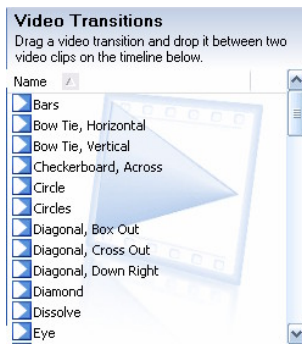 Video Transitions
Drag a video transition and drop it between two
video clips on the timeline below.
Name
Bars
Bow Tie, Horizontal
Bow Tie, Vertical
Checkerboard, Across
Circle
Circles
Diagonal, Box Out
Diagonal, Cross Out
Diagonal, Down Right
Diamond
Dissolve
Eye